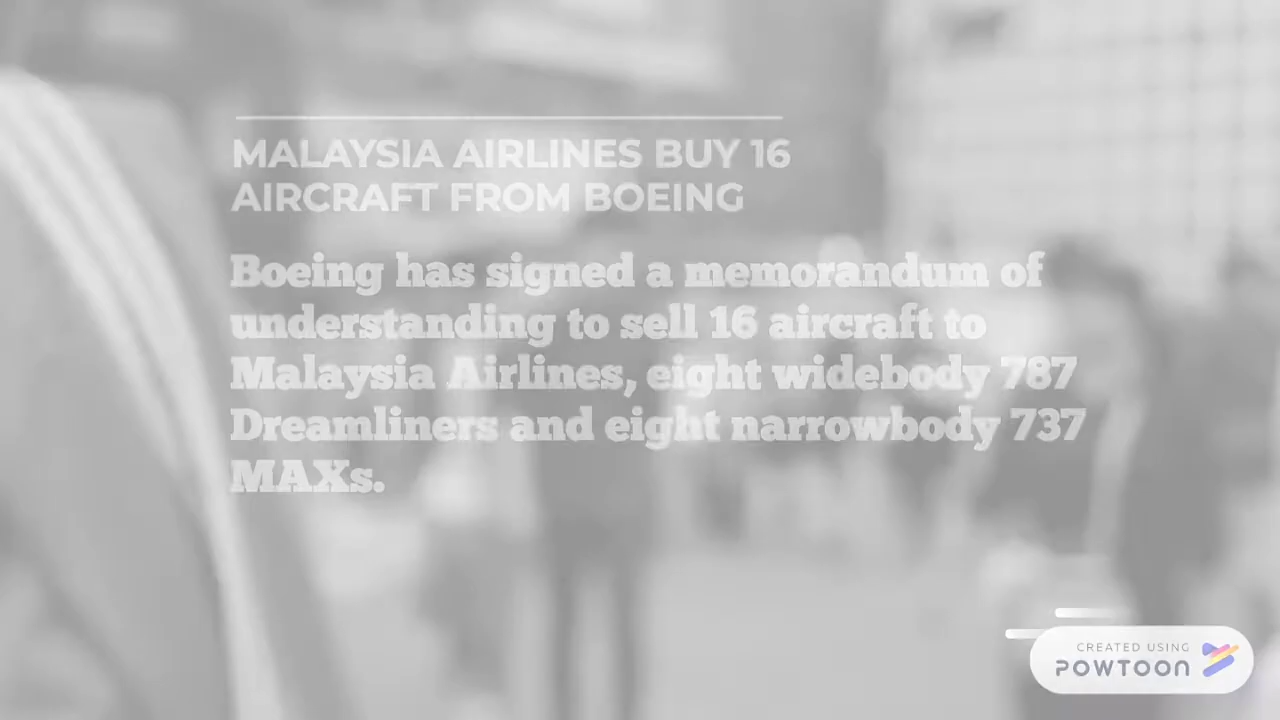 MALAYSIA AIRLINES BUY 16
AIRCRAFT FROM BOEING
Boeing has signed a memorandum of
understanding to sell 16 aircraft to
Malaysia Airlines, eight widebody 787
Dreamliners and eight narrowbody 737
MAXs.
CREATED USING
POWTOON